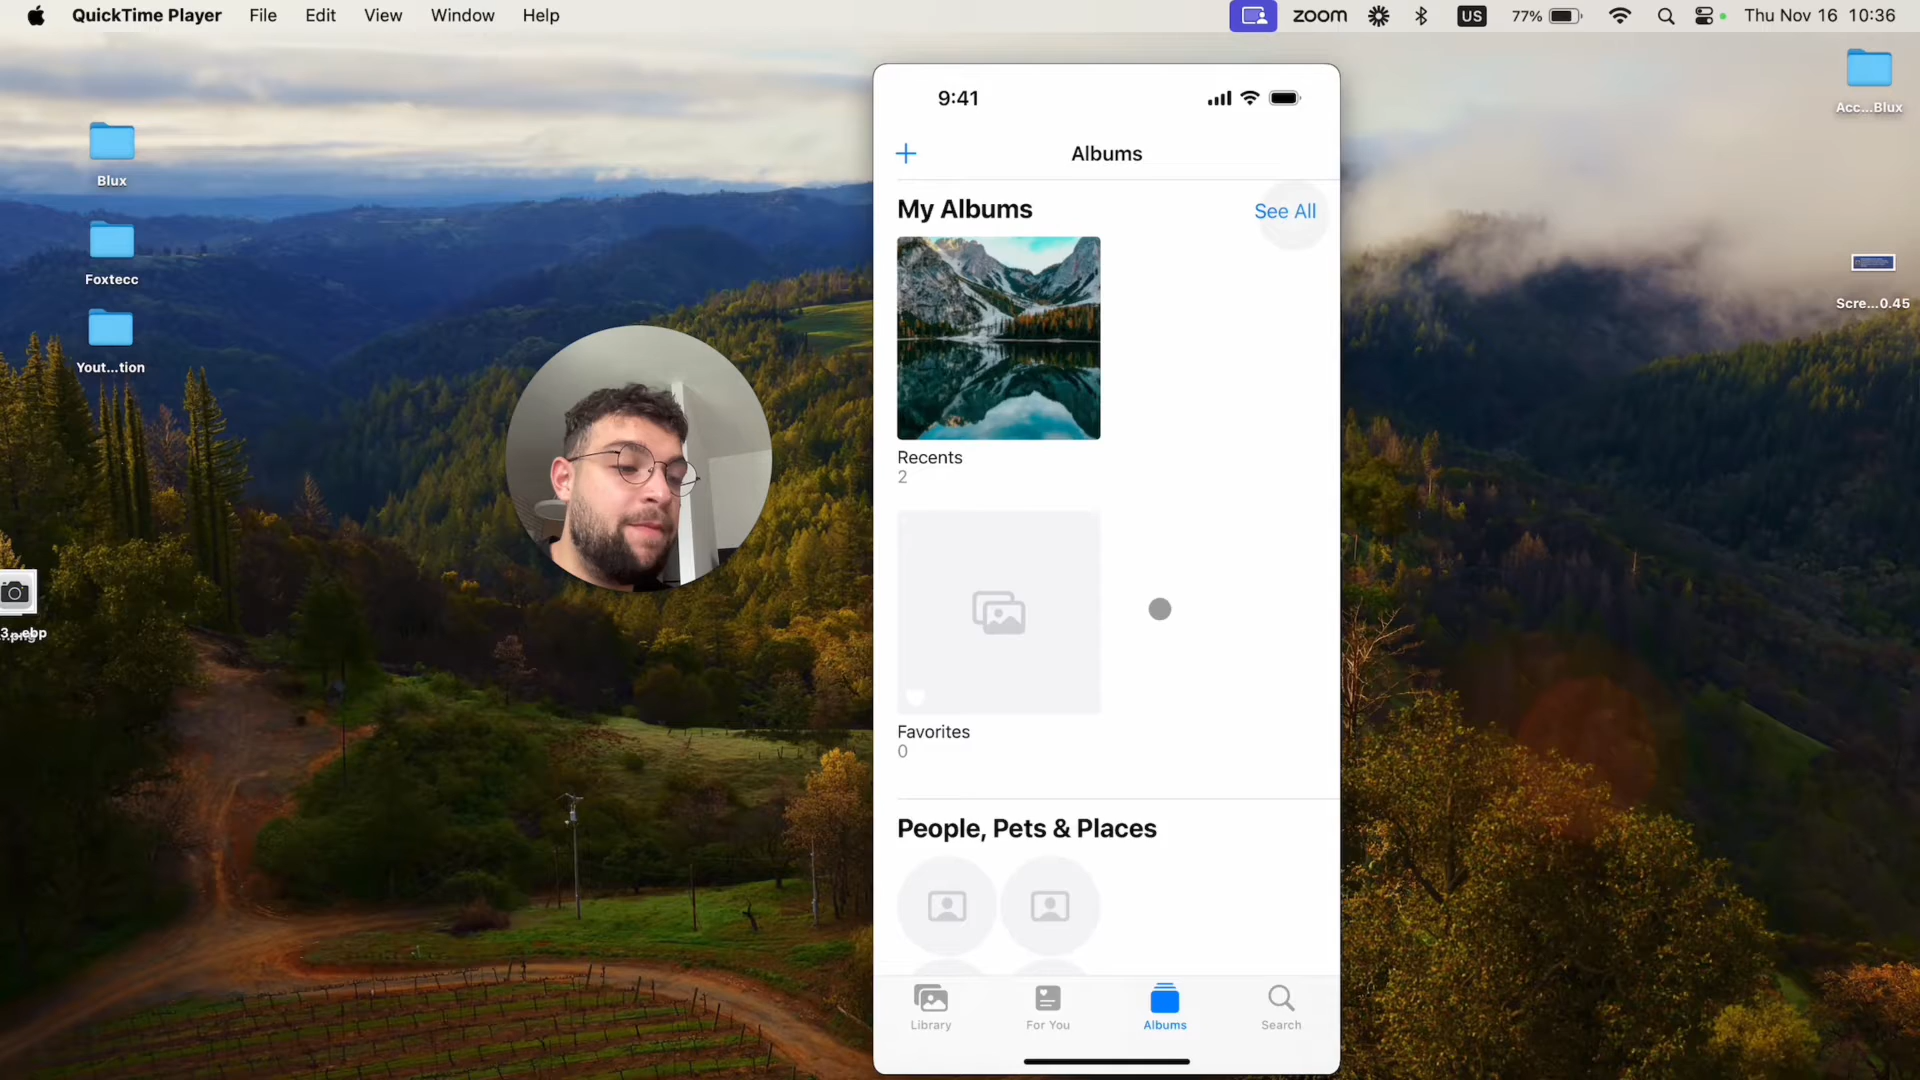 QuickTime Player File Edit View Window Help zoom US 77% Thu Nov 16 10:36
Acc...Blux
Blux
Foxtecc
Yout...tion
Scre...0.45
9:41
Albums
My Albums
See All
Recents
2
Favorites
0
People, Pets & Places
Library
For You
Albums
Search